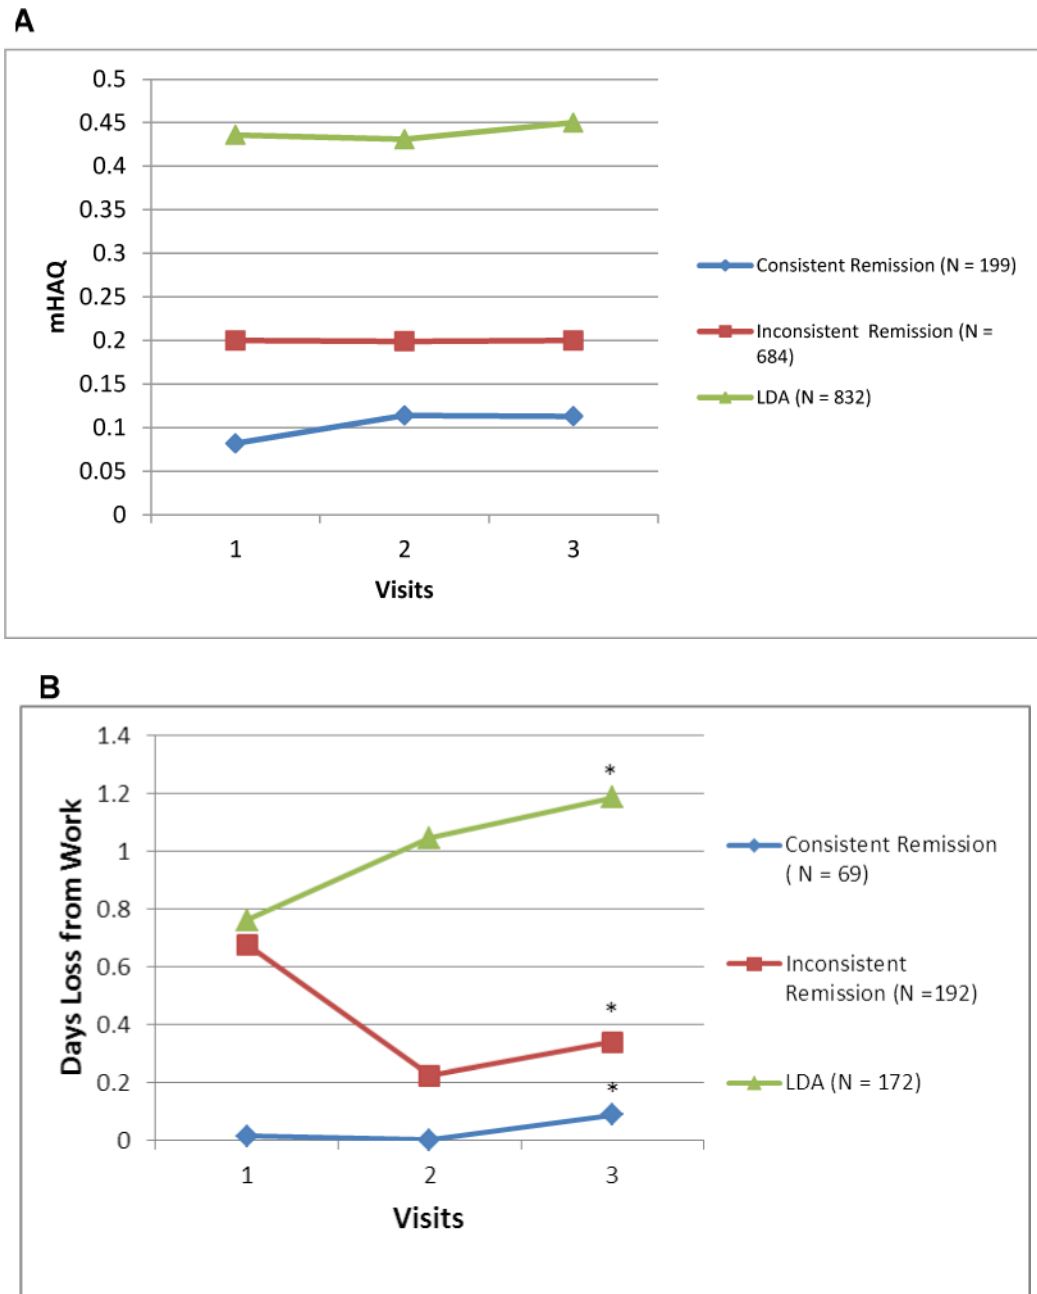 A
0.5
0.45
0.4
0.35
0.3
0.25
0.2
0.15
0.1
0.05
0
mHAQ
1 2 3
Visits
Consistent Remission (N = 199)
Inconsistent Remission (N =
684)
LDA (N = 832)
B
1.4
1.2
1
0.8
0.6
0.4
0.2
0
Days Loss from Work
*
*
*
1 2 3
Visits
Consistent Remission
( N = 69)
Inconsistent
Remission (N =192)
LDA (N = 172)